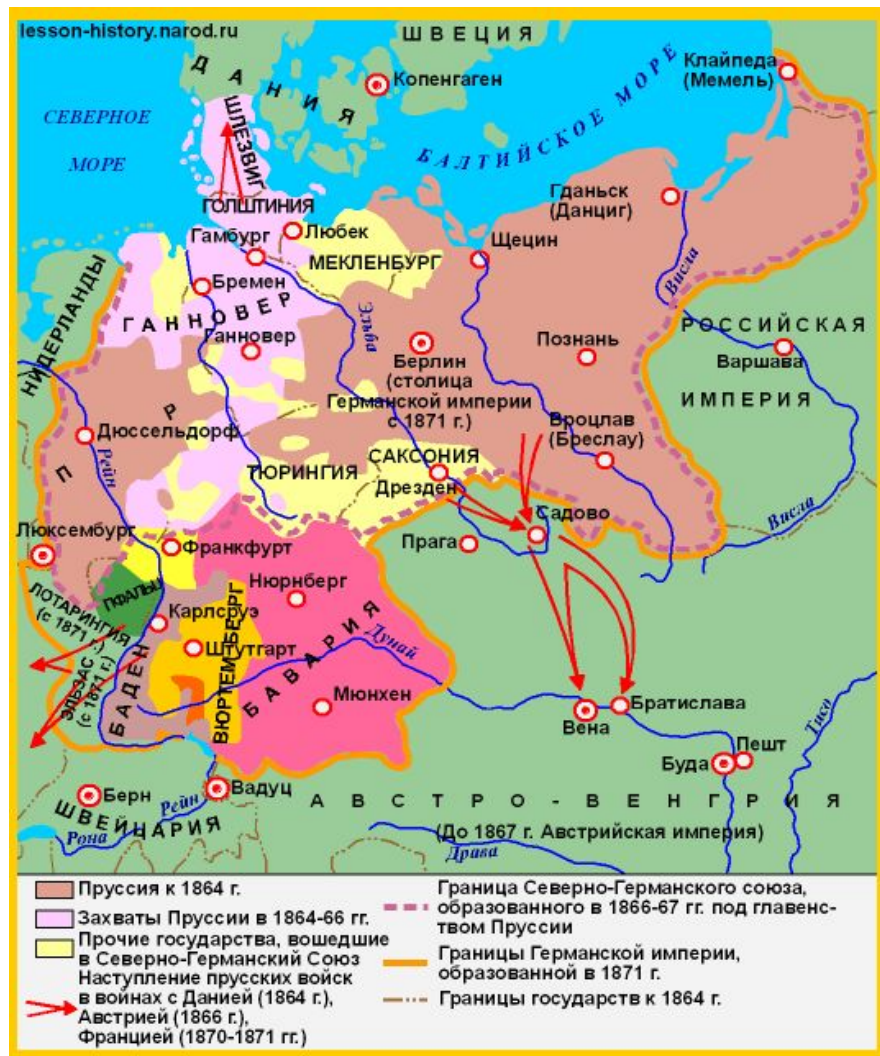 lesson-history.narod.ru
ШВЕЦИЯ
ДАНИЯ
Копенгаген
Клайпеда
(Мемель)
СЕВЕРНОЕ
МОРЕ
БАЛТИЙСКОЕ МОРЕ
ШЛЕЗВИГ
ГОЛШТИНИЯ
Гданьск
(Данциг)
Любек
Гамбург
Щецин
МЕКЛЕНБУРГ
Висла
Бремен
НИДЕРЛАНДЫ
ГАННОВЕР
Эльба
РОССИЙСКАЯ
ИМПЕРИЯ
Ганновер
Познань
Варшава
Берлин
(столица
Германской империи
с 1871 г.)
ПР
Дюссельдорф
Рейн
Вроцлав
(Бреслау)
САКСОНИЯ
ТЮРИНГИЯ
Дрезден
Садово
Висла
Люксембург
Прага
Франкфурт
ПФАЛЬЦ
Нюрнберг
ЛОТАРИНГИЯ
(с 1871 г.)
Карлсруэ
Штутгарт
Дунай
ЭЛЬЗАС
(с 1871 г.)
БАДЕН
ВЮРТЕМБЕРГ
БАВАРИЯ
Мюнхен
Вена
Братислава
Тисо
Буда
Пешт
Берн
Рейн
Вадуц
ШВЕЙЦАРИЯ
Рона
АВСТРО-ВЕНГРИЯ
(До 1867 г. Австрийская империя)
Драва
Пруссия к 1864 г.
Захваты Пруссии в 1864-66 гг.
Прочие государства, вошедшие
в Северно-Германский Союз
Наступление прусских войск
в войнах с Данией (1864 г.),
Австрией (1866 г.),
Францией (1870-1871 гг.)
Граница Северно-Германского союза,
образованного в 1866-67 гг. под главенс-
твом Пруссии
Границы Германской империи,
образованной в 1871 г.
Границы государств к 1864 г.